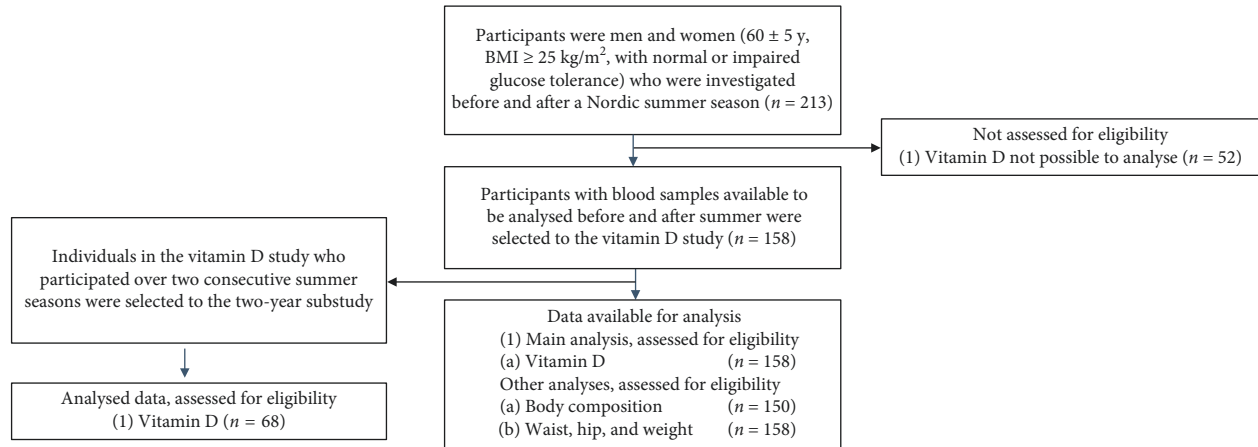 Participants were men and women (60 ± 5 y,
BMI ≥ 25 kg/m², with normal or impaired
glucose tolerance) who were investigated
before and after a Nordic summer season (n = 213)
Not assessed for eligibility
(1) Vitamin D not possible to analyse (n = 52)
Participants with blood samples available to
be analysed before and after summer were
selected to the vitamin D study (n = 158)
Individuals in the vitamin D study who
participated over two consecutive summer
seasons were selected to the two-year substudy
Data available for analysis
(1) Main analysis, assessed for eligibility
(a) Vitamin D (n = 158)
Other analyses, assessed for eligibility
(a) Body composition (n = 150)
(b) Waist, hip, and weight (n = 158)
Analysed data, assessed for eligibility
(1) Vitamin D (n = 68)